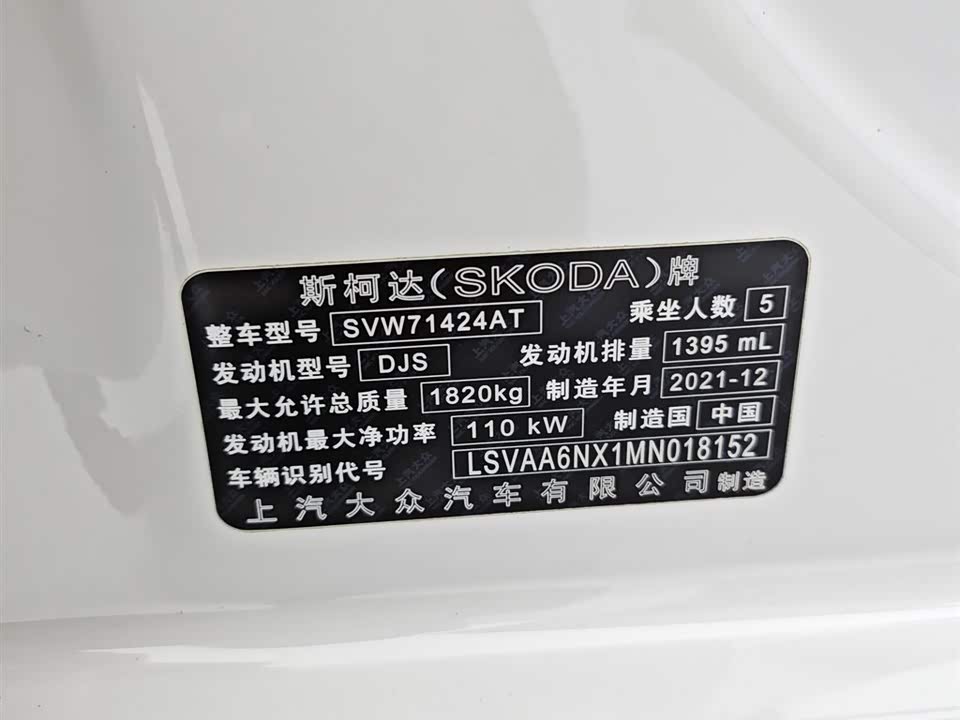 斯柯达(SKODA)牌
整车型号 SVW71424AT 乘坐人数 5
发动机型号 DJS 发动机排量 1395 mL
最大允许总质量 1820kg 制造年月 2021-12
发动机最大净功率 110 kW 制造国 中国
车辆识别代号 LSVAA6NX1MN018152
上汽大众汽车有限公司制造